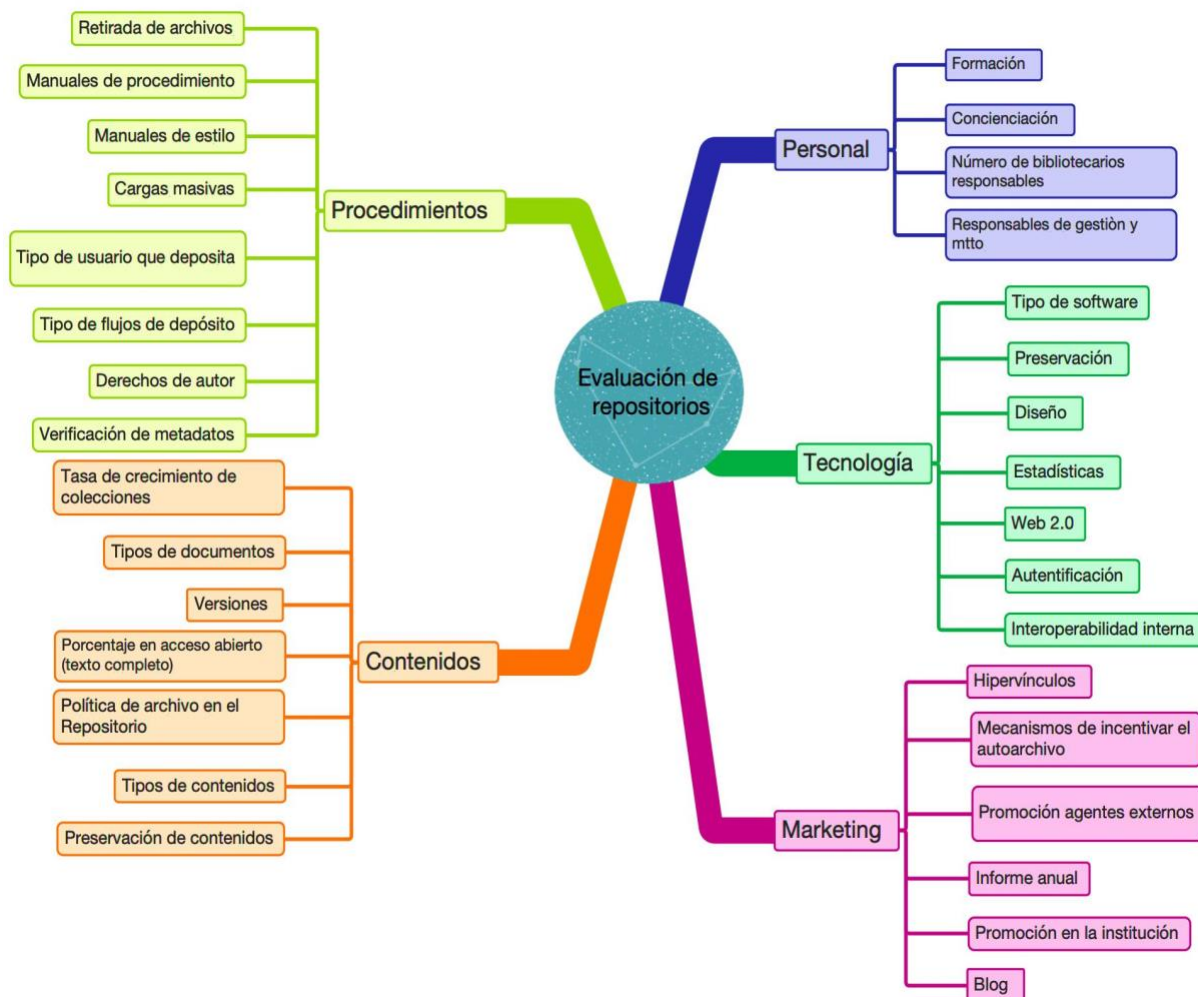 Evaluación de
repositorios
Procedimientos
Retirada de archivos
Manuales de procedimiento
Manuales de estilo
Cargas masivas
Tipo de usuario que deposita
Tipo de flujos de depósito
Derechos de autor
Verificación de metadatos
Contenidos
Tasa de crecimiento de
colecciones
Tipos de documentos
Versiones
Porcentaje en acceso abierto
(texto completo)
Política de archivo en el
Repositorio
Tipos de contenidos
Preservación de contenidos
Personal
Formación
Concienciación
Número de bibliotecarios
responsables
Responsables de gestiòn y
mtto
Tecnología
Tipo de software
Preservación
Diseño
Estadísticas
Web 2.0
Autentificación
Interoperabilidad interna
Marketing
Hipervínculos
Mecanismos de incentivar el
autoarchivo
Promoción agentes externos
Informe anual
Promoción en la institución
Blog